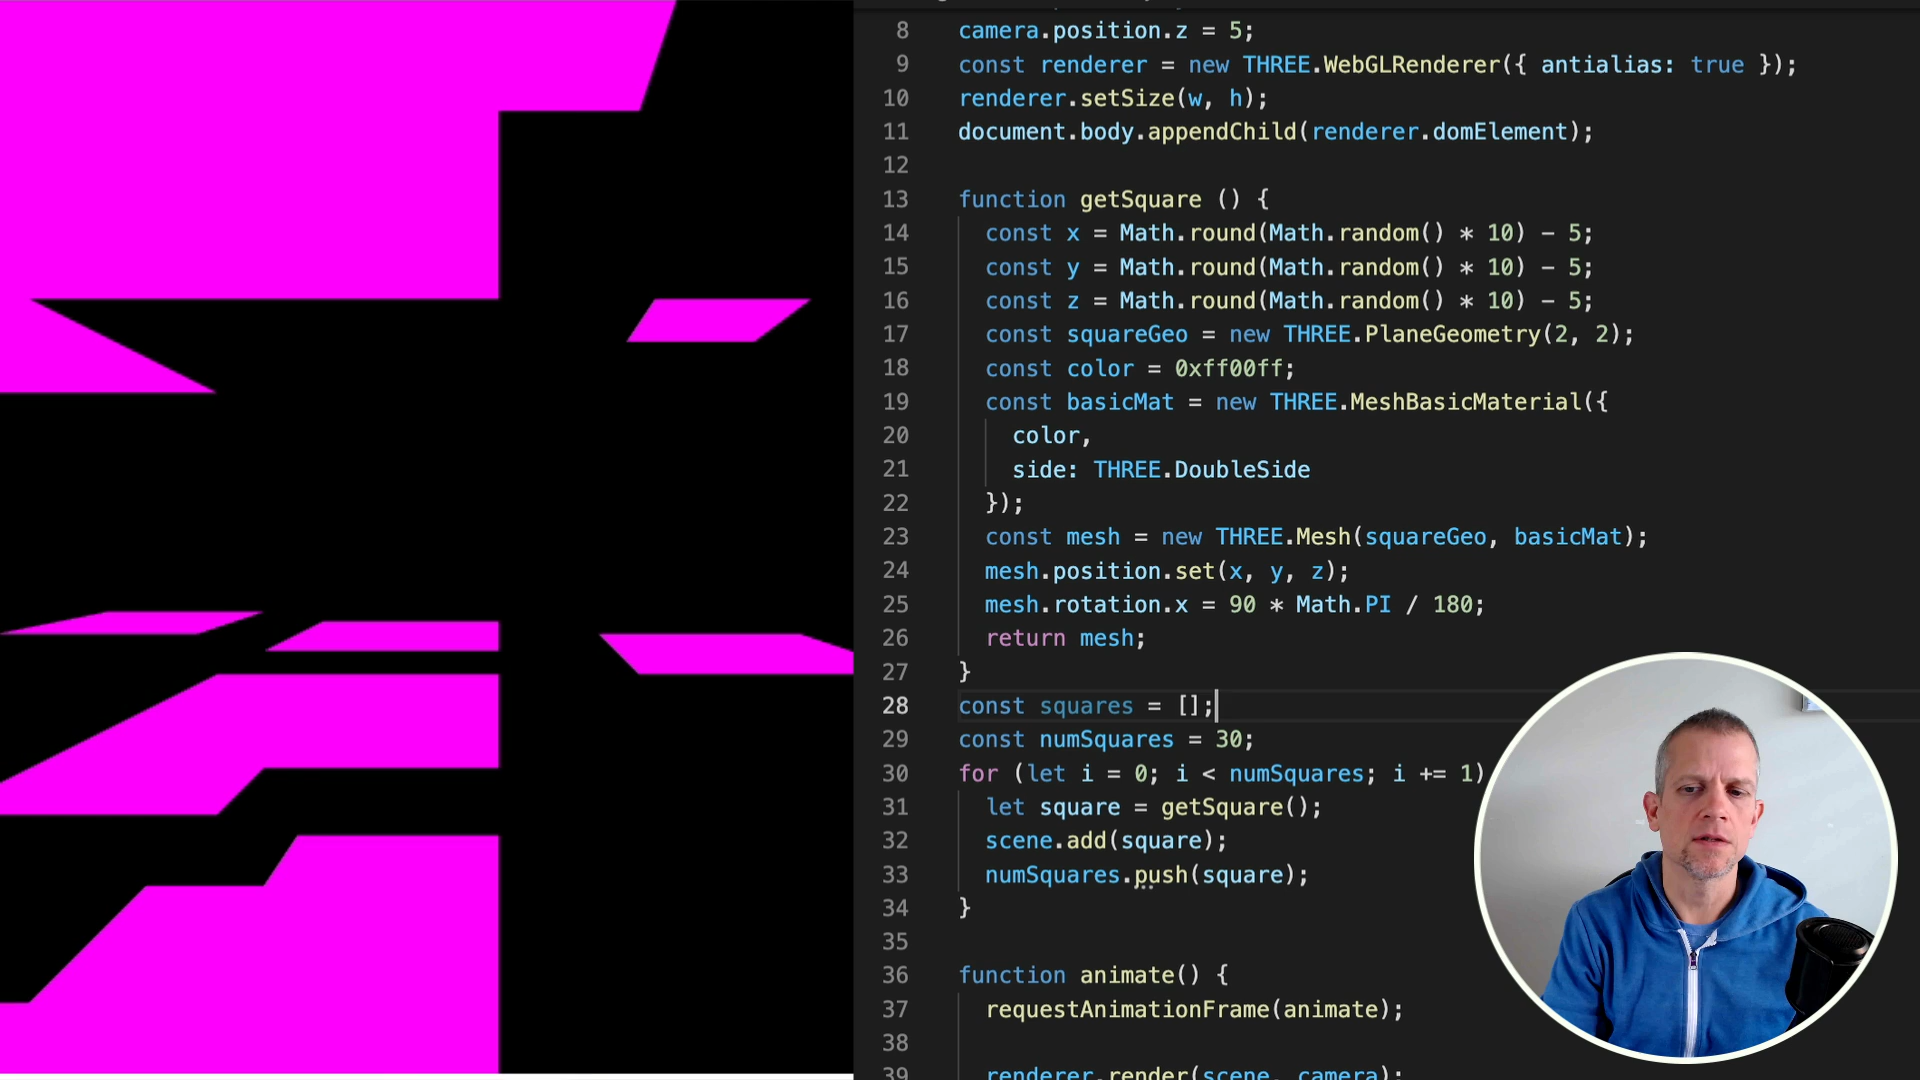 8 camera.position.z = 5;
9 const renderer = new THREE.WebGLRenderer({ antialias: true });
10 renderer.setSize(w, h);
11 document.body.appendChild(renderer.domElement);
12
13 function getSquare () {
14 const x = Math.round(Math.random() * 10) - 5;
15 const y = Math.round(Math.random() * 10) - 5;
16 const z = Math.round(Math.random() * 10) - 5;
17 const squareGeo = new THREE.PlaneGeometry(2, 2);
18 const color = 0xff00ff;
19 const basicMat = new THREE.MeshBasicMaterial({
20 color,
21 side: THREE.DoubleSide
22 });
23 const mesh = new THREE.Mesh(squareGeo, basicMat);
24 mesh.position.set(x, y, z);
25 mesh.rotation.x = 90 * Math.PI / 180;
26 return mesh;
27 }
28 const squares = [];
29 const numSquares = 30;
30 for (let i = 0; i < numSquares; i += 1)
31 let square = getSquare();
32 scene.add(square);
33 numSquares.push(square);
34 }
35
36 function animate() {
37 requestAnimationFrame(animate);
38
39 renderer.render(scene, camera);